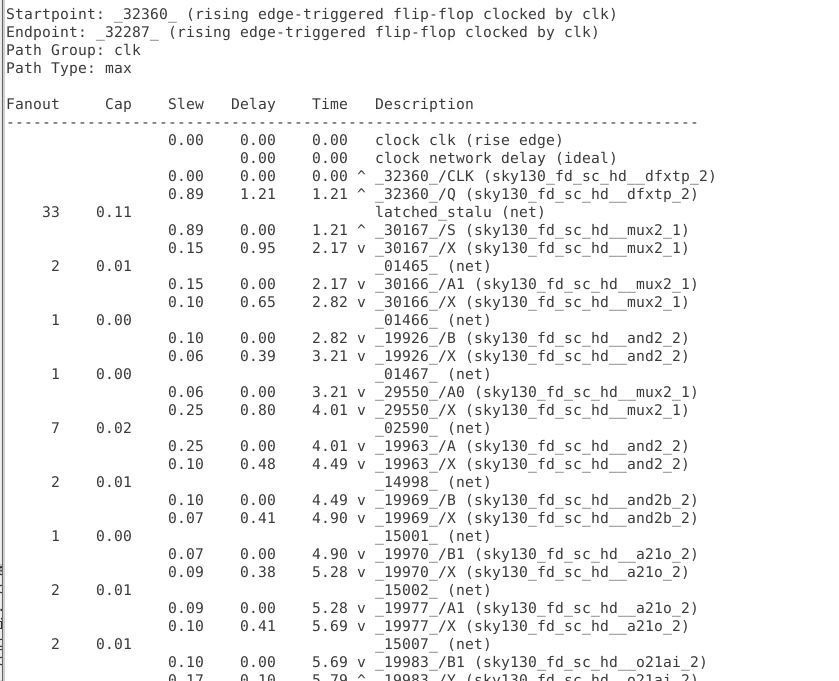 Startpoint: _32360_ (rising edge-triggered flip-flop clocked by clk)
Endpoint: _32287_ (rising edge-triggered flip-flop clocked by clk)
Path Group: clk
Path Type: max
Fanout Cap Slew Delay Time Description
-----------------------------------------------------------------------------
0.00 0.00 0.00 clock clk (rise edge)
0.00 0.00 clock network delay (ideal)
0.00 0.00 0.00 ^ _32360_/CLK (sky130_fd_sc_hd__dfxtp_2)
0.89 1.21 1.21 ^ _32360_/Q (sky130_fd_sc_hd__dfxtp_2)
33 0.11 latched_stalu (net)
0.89 0.00 1.21 ^ _30167_/S (sky130_fd_sc_hd__mux2_1)
0.15 0.95 2.17 v _30167_/X (sky130_fd_sc_hd__mux2_1)
2 0.01 _01465_ (net)
0.15 0.00 2.17 v _30166_/A1 (sky130_fd_sc_hd__mux2_1)
0.10 0.65 2.82 v _30166_/X (sky130_fd_sc_hd__mux2_1)
1 0.00 _01466_ (net)
0.10 0.00 2.82 v _19926_/B (sky130_fd_sc_hd__and2_2)
0.06 0.39 3.21 v _19926_/X (sky130_fd_sc_hd__and2_2)
1 0.00 _01467_ (net)
0.06 0.00 3.21 v _29550_/A0 (sky130_fd_sc_hd__mux2_1)
0.25 0.80 4.01 v _29550_/X (sky130_fd_sc_hd__mux2_1)
7 0.02 _02590_ (net)
0.25 0.00 4.01 v _19963_/A (sky130_fd_sc_hd__and2_2)
0.10 0.48 4.49 v _19963_/X (sky130_fd_sc_hd__and2_2)
2 0.01 _14998_ (net)
0.10 0.00 4.49 v _19969_/B (sky130_fd_sc_hd__and2b_2)
0.07 0.41 4.90 v _19969_/X (sky130_fd_sc_hd__and2b_2)
1 0.00 _15001_ (net)
0.07 0.00 4.90 v _19970_/B1 (sky130_fd_sc_hd__a21o_2)
0.09 0.38 5.28 v _19970_/X (sky130_fd_sc_hd__a21o_2)
2 0.01 _15002_ (net)
0.09 0.00 5.28 v _19977_/A1 (sky130_fd_sc_hd__a21o_2)
0.10 0.41 5.69 v _19977_/X (sky130_fd_sc_hd__a21o_2)
2 0.01 _15007_ (net)
0.10 0.00 5.69 v _19983_/B1 (sky130_fd_sc_hd__o21ai_2)
0.17 0.10 5.79 ^ _19983_/Y (sky130_fd_sc_hd__o21ai_2)